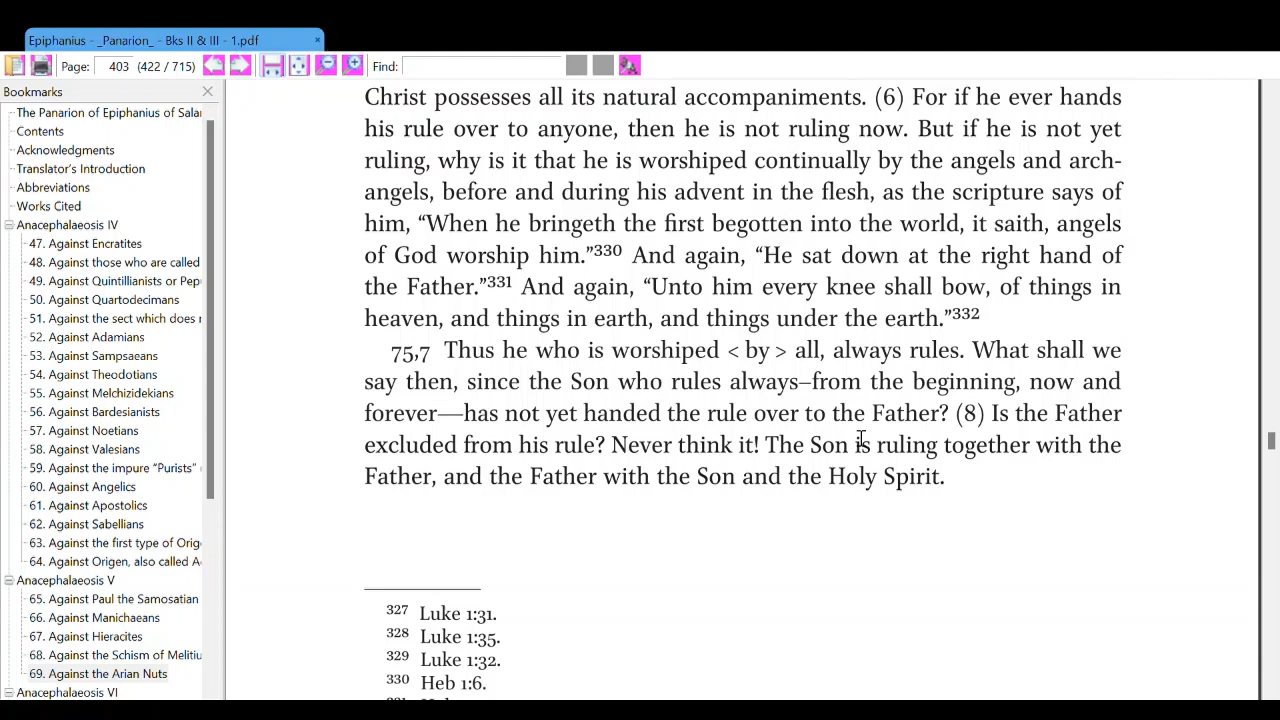 Epiphanius - _Panarion_ - Bks II & III - 1.pdf
×
Page: 403 (422 / 715)
Find:
Bookmarks
The Panarion of Epiphanius of Salar
Contents
Acknowledgments
Translator's Introduction
Abbreviations
Works Cited
Anacephalaeosis IV
47. Against Encratites
48. Against those who are called
49. Against Quintillianists or Pep
50. Against Quartodecimans
51. Against the sect which does r
52. Against Adamians
53. Against Sampsaeans
54. Against Theodotians
55. Against Melchizidekians
56. Against Bardesianists
57. Against Noetians
58. Against Valesians
59. Against the impure “Purists” (
60. Against Angelics
61. Against Apostolics
62. Against Sabellians
63. Against the first type of Orig
64. Against Origen, also called A
Anacephalaeosis V
65. Against Paul the Samosatian
66. Against Manichaeans
67. Against Hieracites
68. Against the Schism of Melitiu
69. Against the Arian Nuts
Anacephalaeosis VI
Christ possesses all its natural accompaniments. (6) For if he ever hands
his rule over to anyone, then he is not ruling now. But if he is not yet
ruling, why is it that he is worshiped continually by the angels and arch-
angels, before and during his advent in the flesh, as the scripture says of
him, “When he bringeth the first begotten into the world, it saith, angels
of God worship him.”330 And again, “He sat down at the right hand of
the Father.”331 And again, “Unto him every knee shall bow, of things in
heaven, and things in earth, and things under the earth.”332
75,7 Thus he who is worshiped < by > all, always rules. What shall we
say then, since the Son who rules always–from the beginning, now and
forever—has not yet handed the rule over to the Father? (8) Is the Father
excluded from his rule? Never think it! The Son is ruling together with the
Father, and the Father with the Son and the Holy Spirit.
327 Luke 1:31.
328 Luke 1:35.
329 Luke 1:32.
330 Heb 1:6.